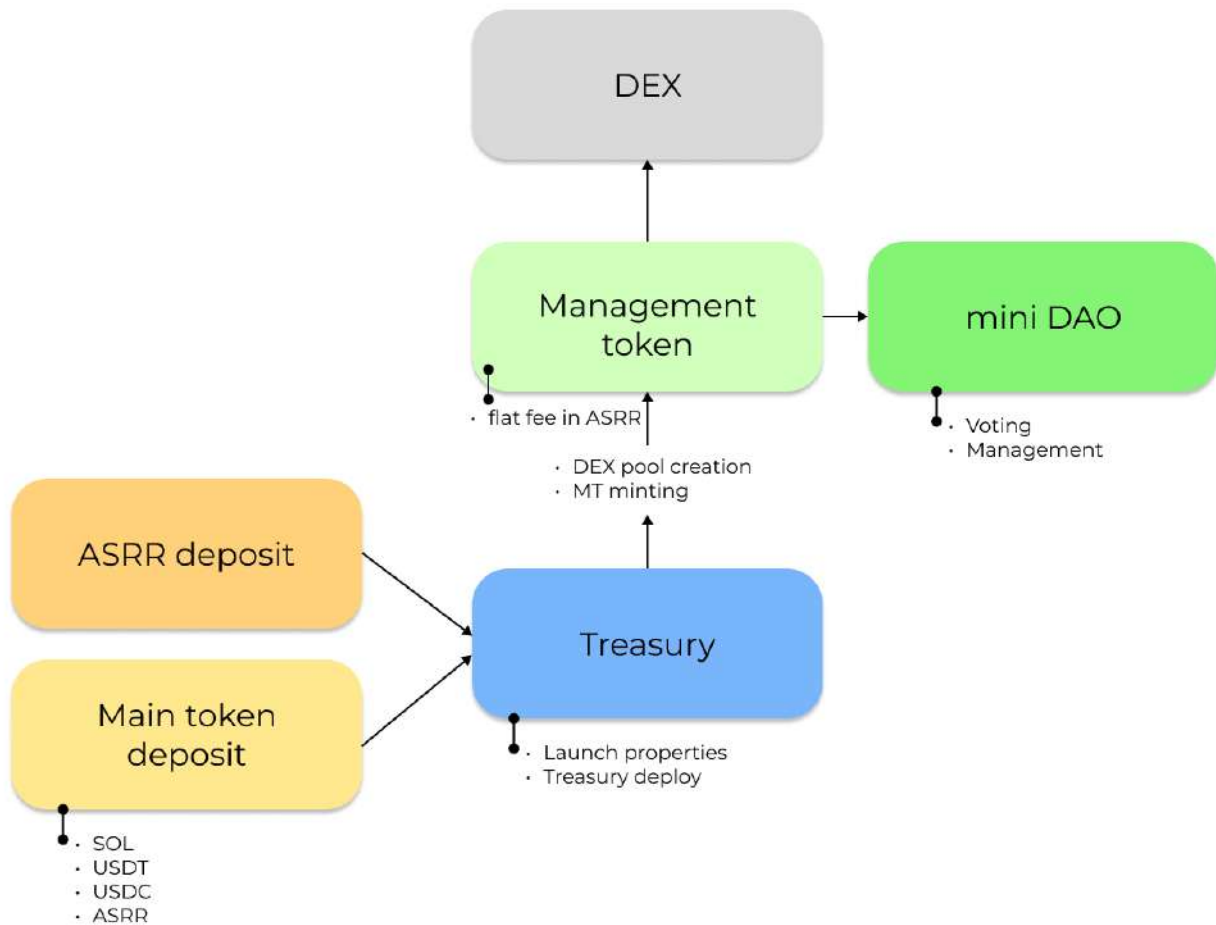 DEX
Management
token
mini DAO
· flat fee in ASRR
· Voting
· Management
· DEX pool creation
· MT minting
ASRR deposit
Treasury
Main token
deposit
· Launch properties
· Treasury deploy
· SOL
· USDT
· USDC
· ASRR